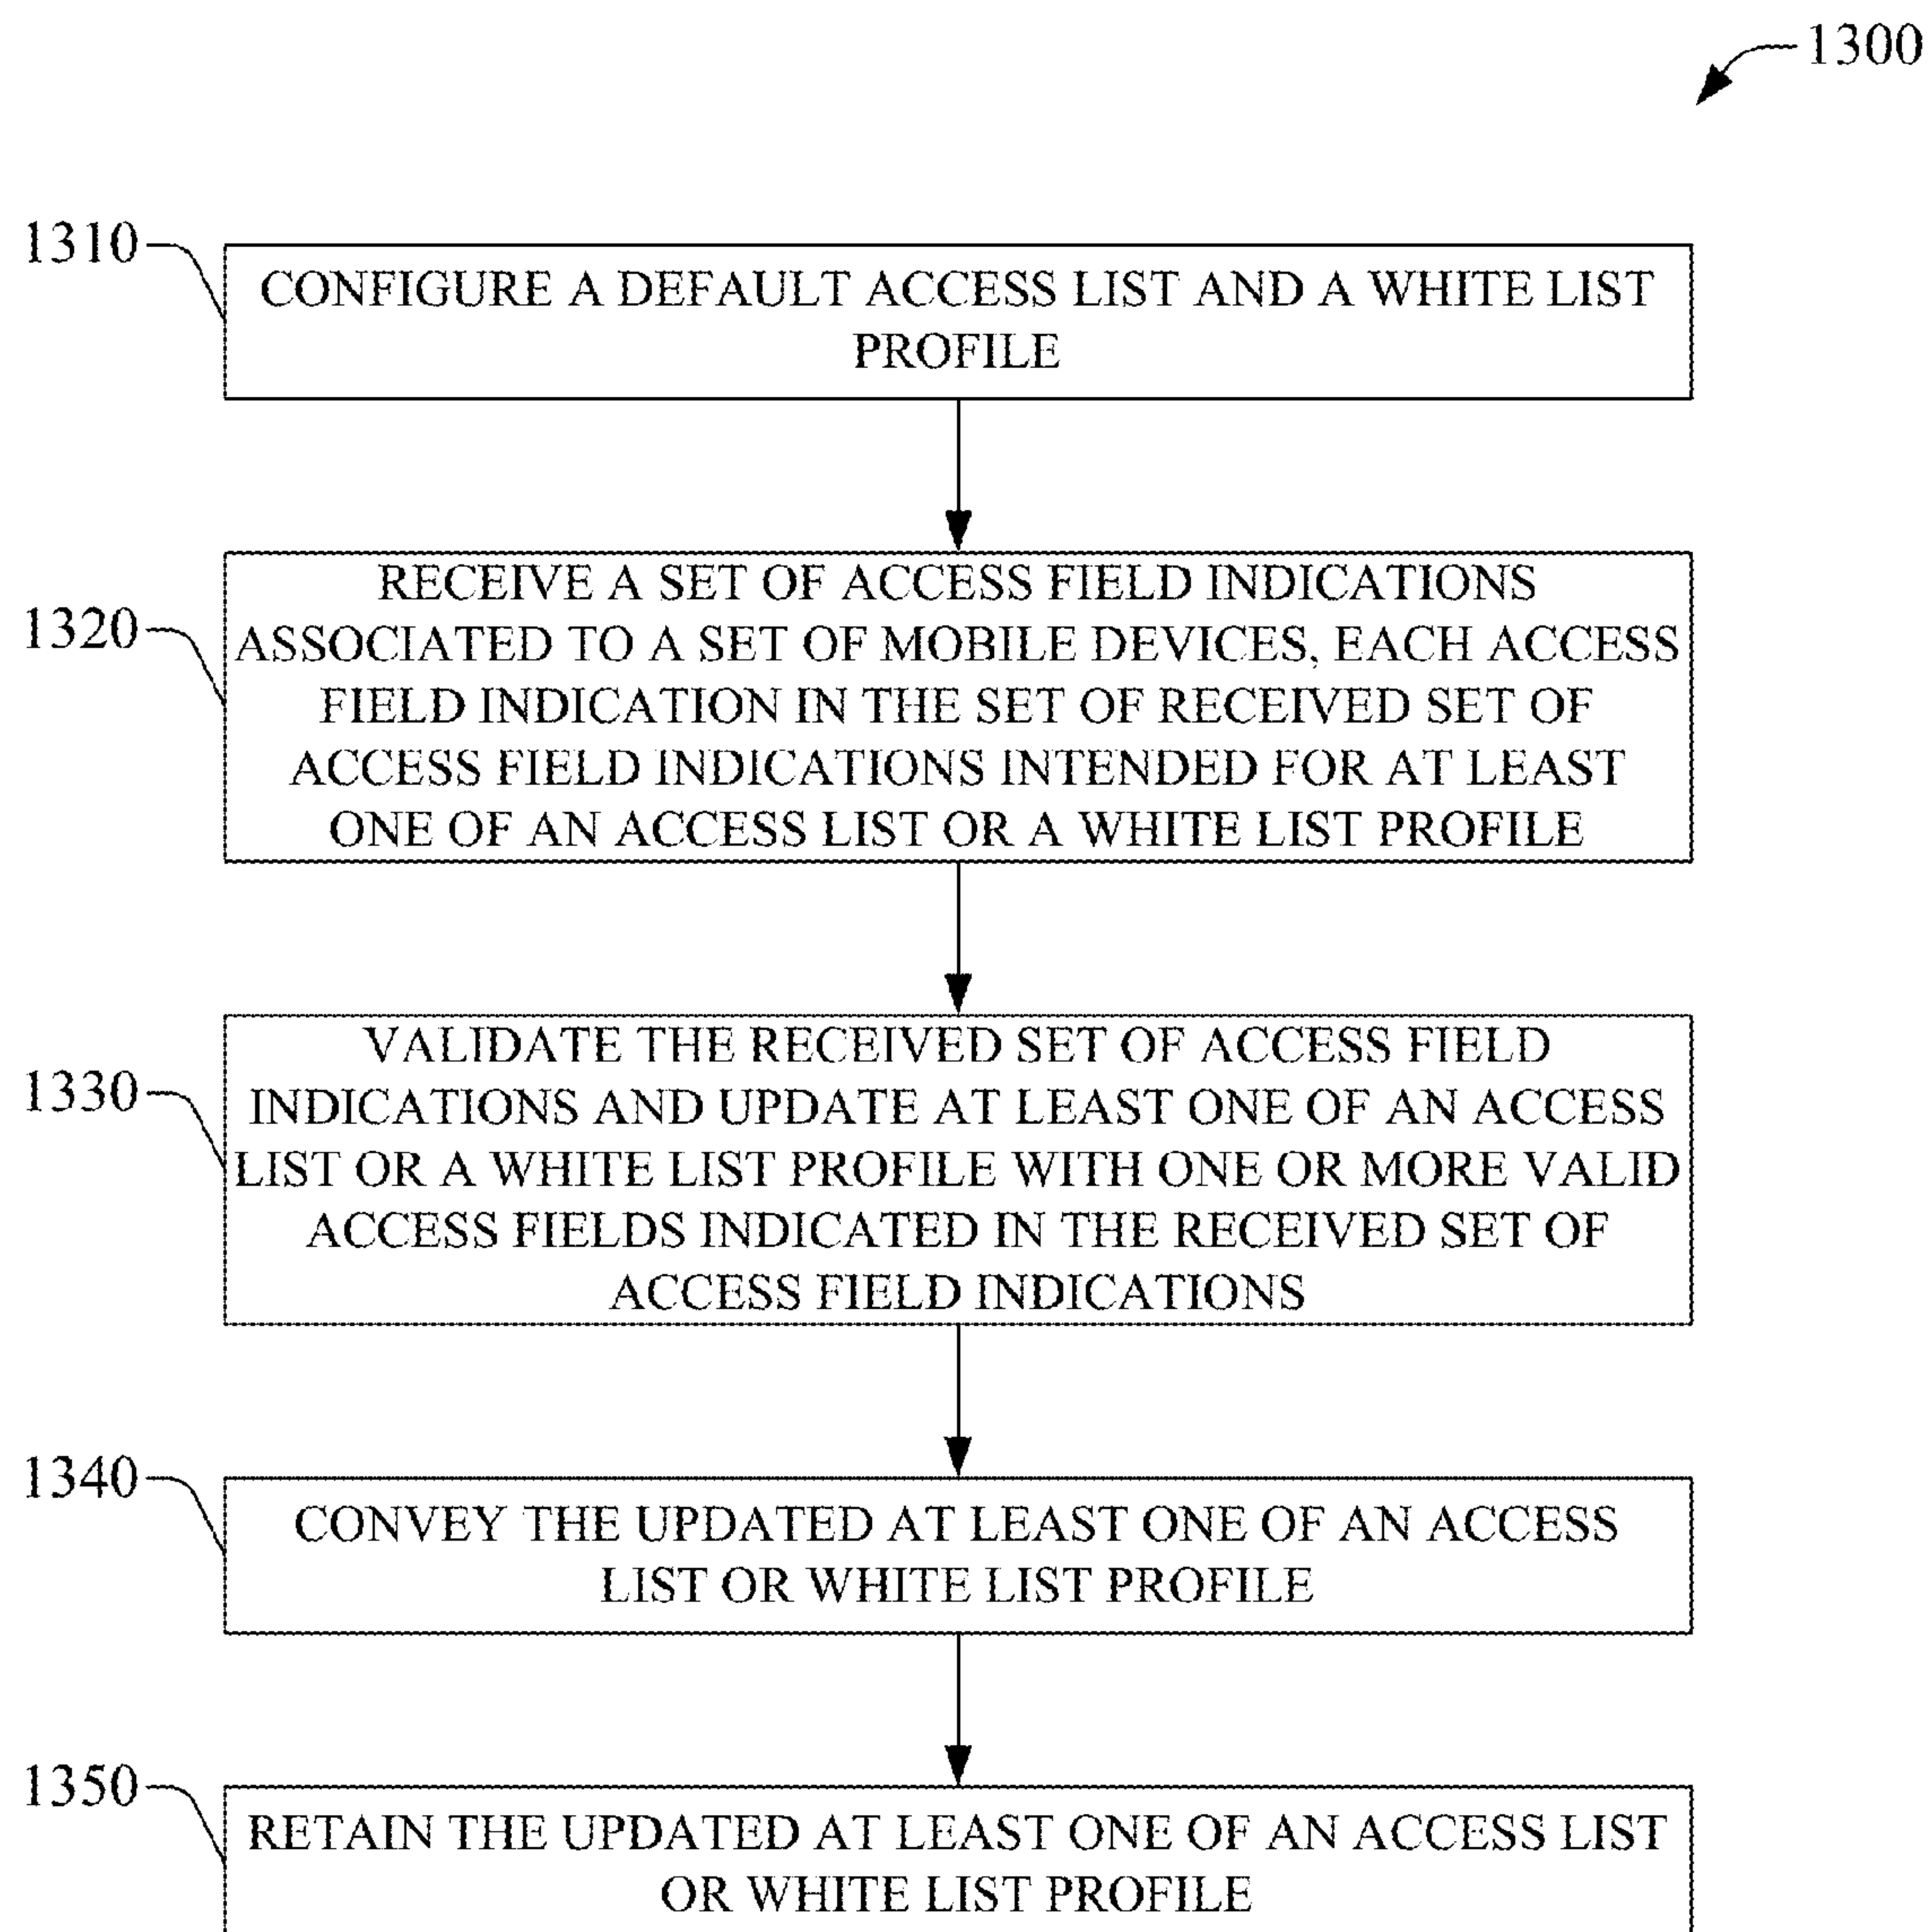 1300
1310
CONFIGURE A DEFAULT ACCESS LIST AND A WHITE LIST
PROFILE
1320
RECEIVE A SET OF ACCESS FIELD INDICATIONS
ASSOCIATED TO A SET OF MOBILE DEVICES, EACH ACCESS
FIELD INDICATION IN THE SET OF RECEIVED SET OF
ACCESS FIELD INDICATIONS INTENDED FOR AT LEAST
ONE OF AN ACCESS LIST OR A WHITE LIST PROFILE
1330
VALIDATE THE RECEIVED SET OF ACCESS FIELD
INDICATIONS AND UPDATE AT LEAST ONE OF AN ACCESS
LIST OR A WHITE LIST PROFILE WITH ONE OR MORE VALID
ACCESS FIELDS INDICATED IN THE RECEIVED SET OF
ACCESS FIELD INDICATIONS
1340
CONVEY THE UPDATED AT LEAST ONE OF AN ACCESS
LIST OR WHITE LIST PROFILE
1350
RETAIN THE UPDATED AT LEAST ONE OF AN ACCESS LIST
OR WHITE LIST PROFILE